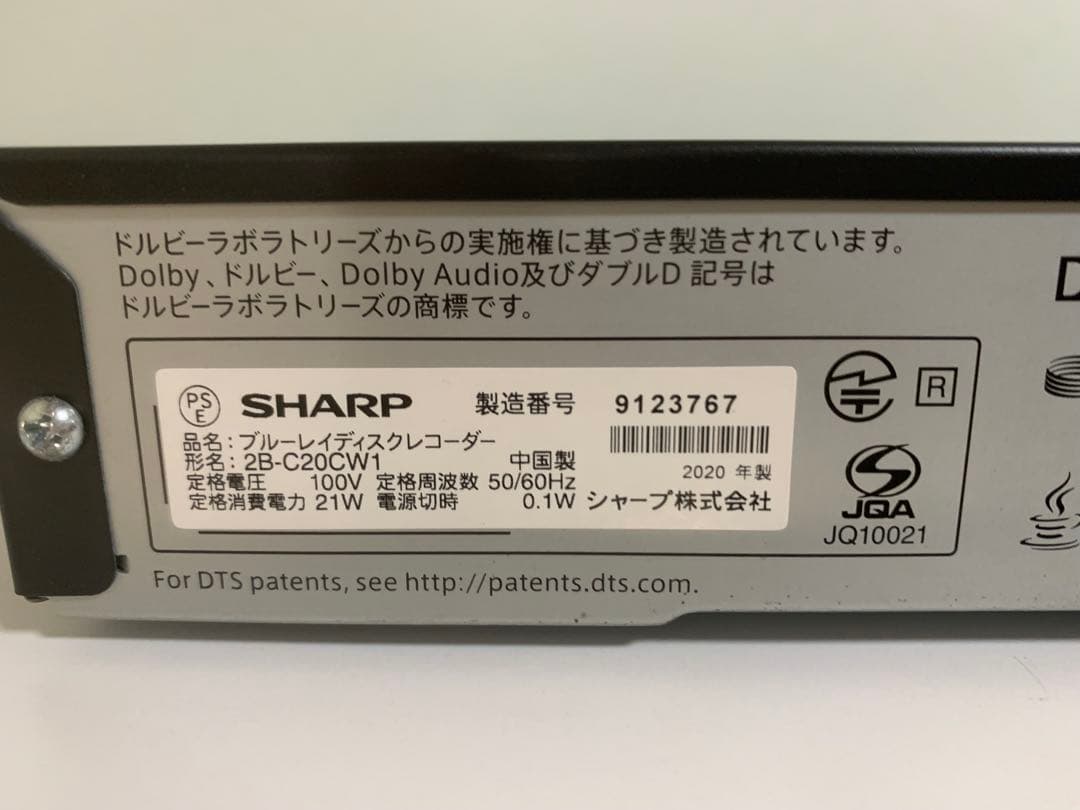 ドルビーラボラトリーズからの実施権に基づき製造されています。
Dolby、ドルビー、Dolby Audio及びダブルD 記号は
ドルビーラボラトリーズの商標です。
PS
E
SHARP 製造番号 9123767
品名:ブルーレイディスクレコーダー
形名:2B-C20CW1 中国製
2020 年製
定格電圧 100V 定格周波数 50/60Hz
定格消費電力 21W 電源切時 0.1W シャープ株式会社
R
JQA
JQ10021
For DTS patents, see http://patents.dts.com.